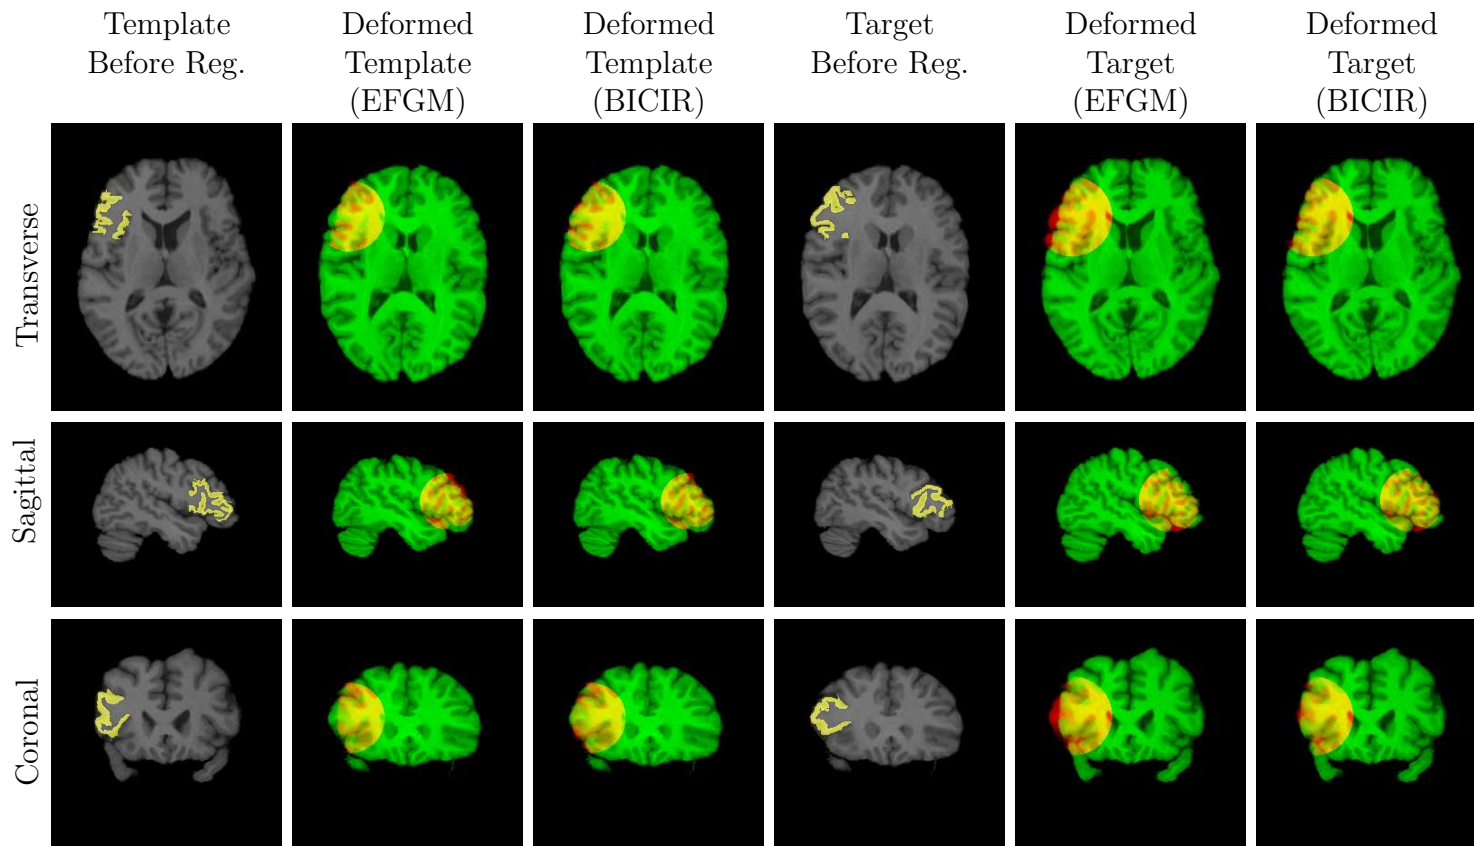 Template
Before Reg.
Deformed
Template
(EFGM)
Deformed
Template
(BICIR)
Target
Before Reg.
Deformed
Target
(EFGM)
Deformed
Target
(BICIR)
Transverse
Sagittal
Coronal